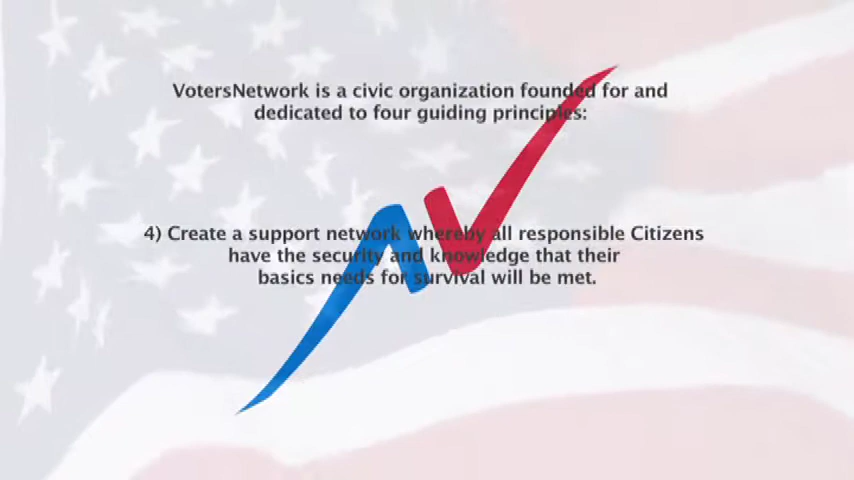 VotersNetwork is a civic organization founded for and
dedicated to four guiding principles:
4) Create a support network whereby all responsible Citizens
have the security and knowledge that their
basics needs for survival will be met.